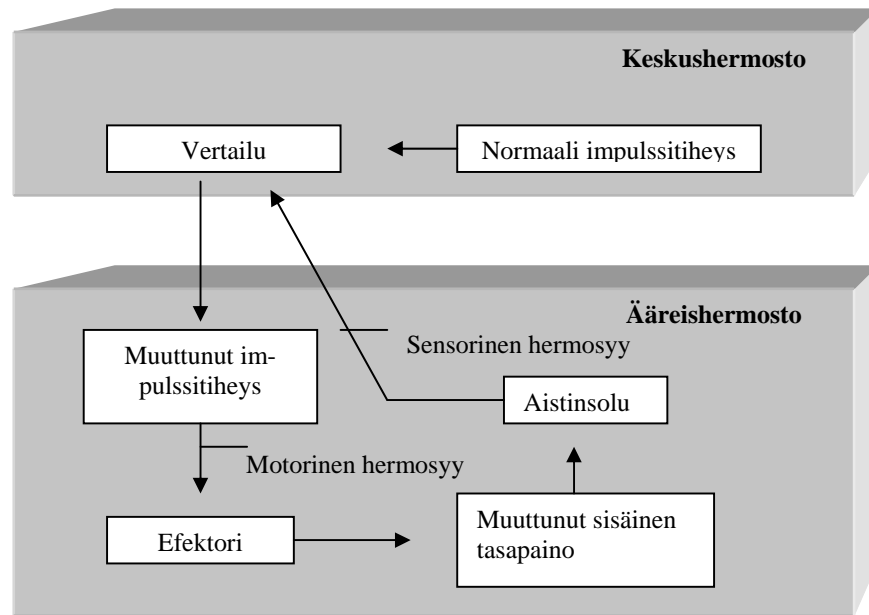 Keskushermosto
Vertailu
Normaali impulssitiheys
Ääreishermosto
Muuttunut im-
pulssitiheys
Sensorinen hermosyy
Aistinsolu
Motorinen hermosyy
Efektori
Muuttunut sisäinen
tasapaino